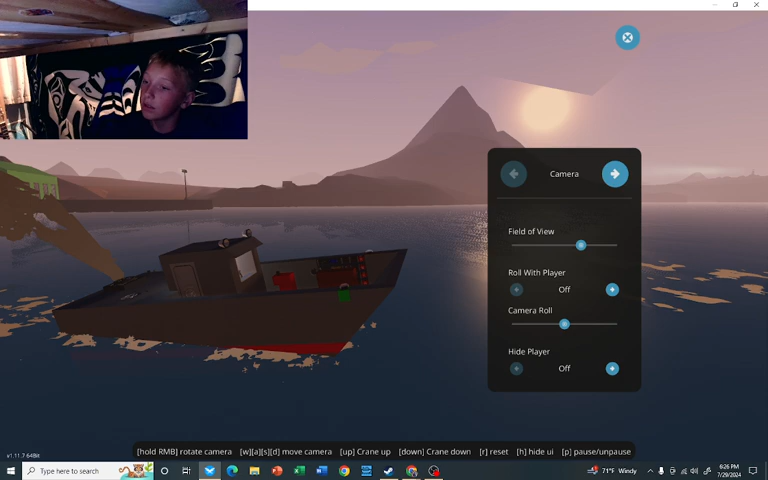 Camera
Field of View
Roll With Player
Off
Camera Roll
Hide Player
Off
[hold RMB] rotate camera [w][a][s][d] move camera [up] Crane up [down] Crane down [r] reset [h] hide ui [p] pause/unpause
v1.11.7 64Bit
Type here to search
71°F Windy
6:26 PM
7/29/2024